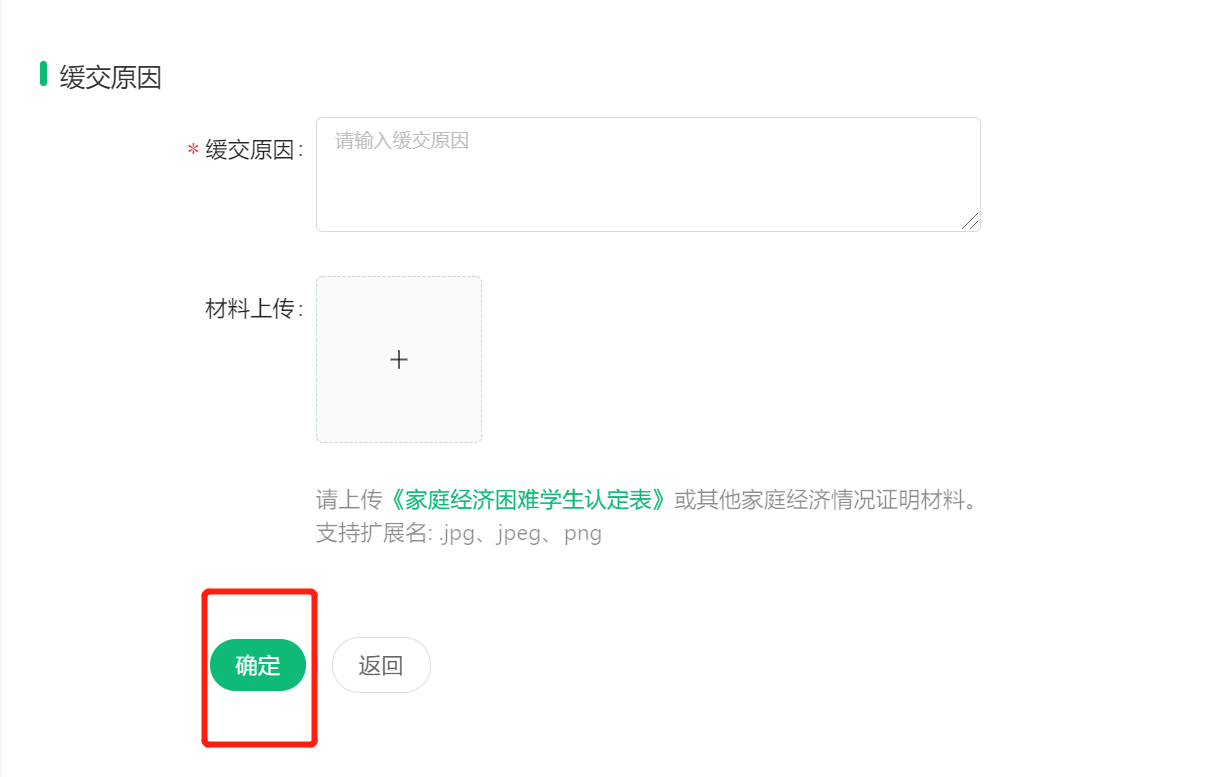 缓交原因
* 缓交原因: 请输入缓交原因
材料上传:
+
请上传《家庭经济困难学生认定表》或其他家庭经济情况证明材料。
支持扩展名: .jpg、jpeg、png
确定 返回